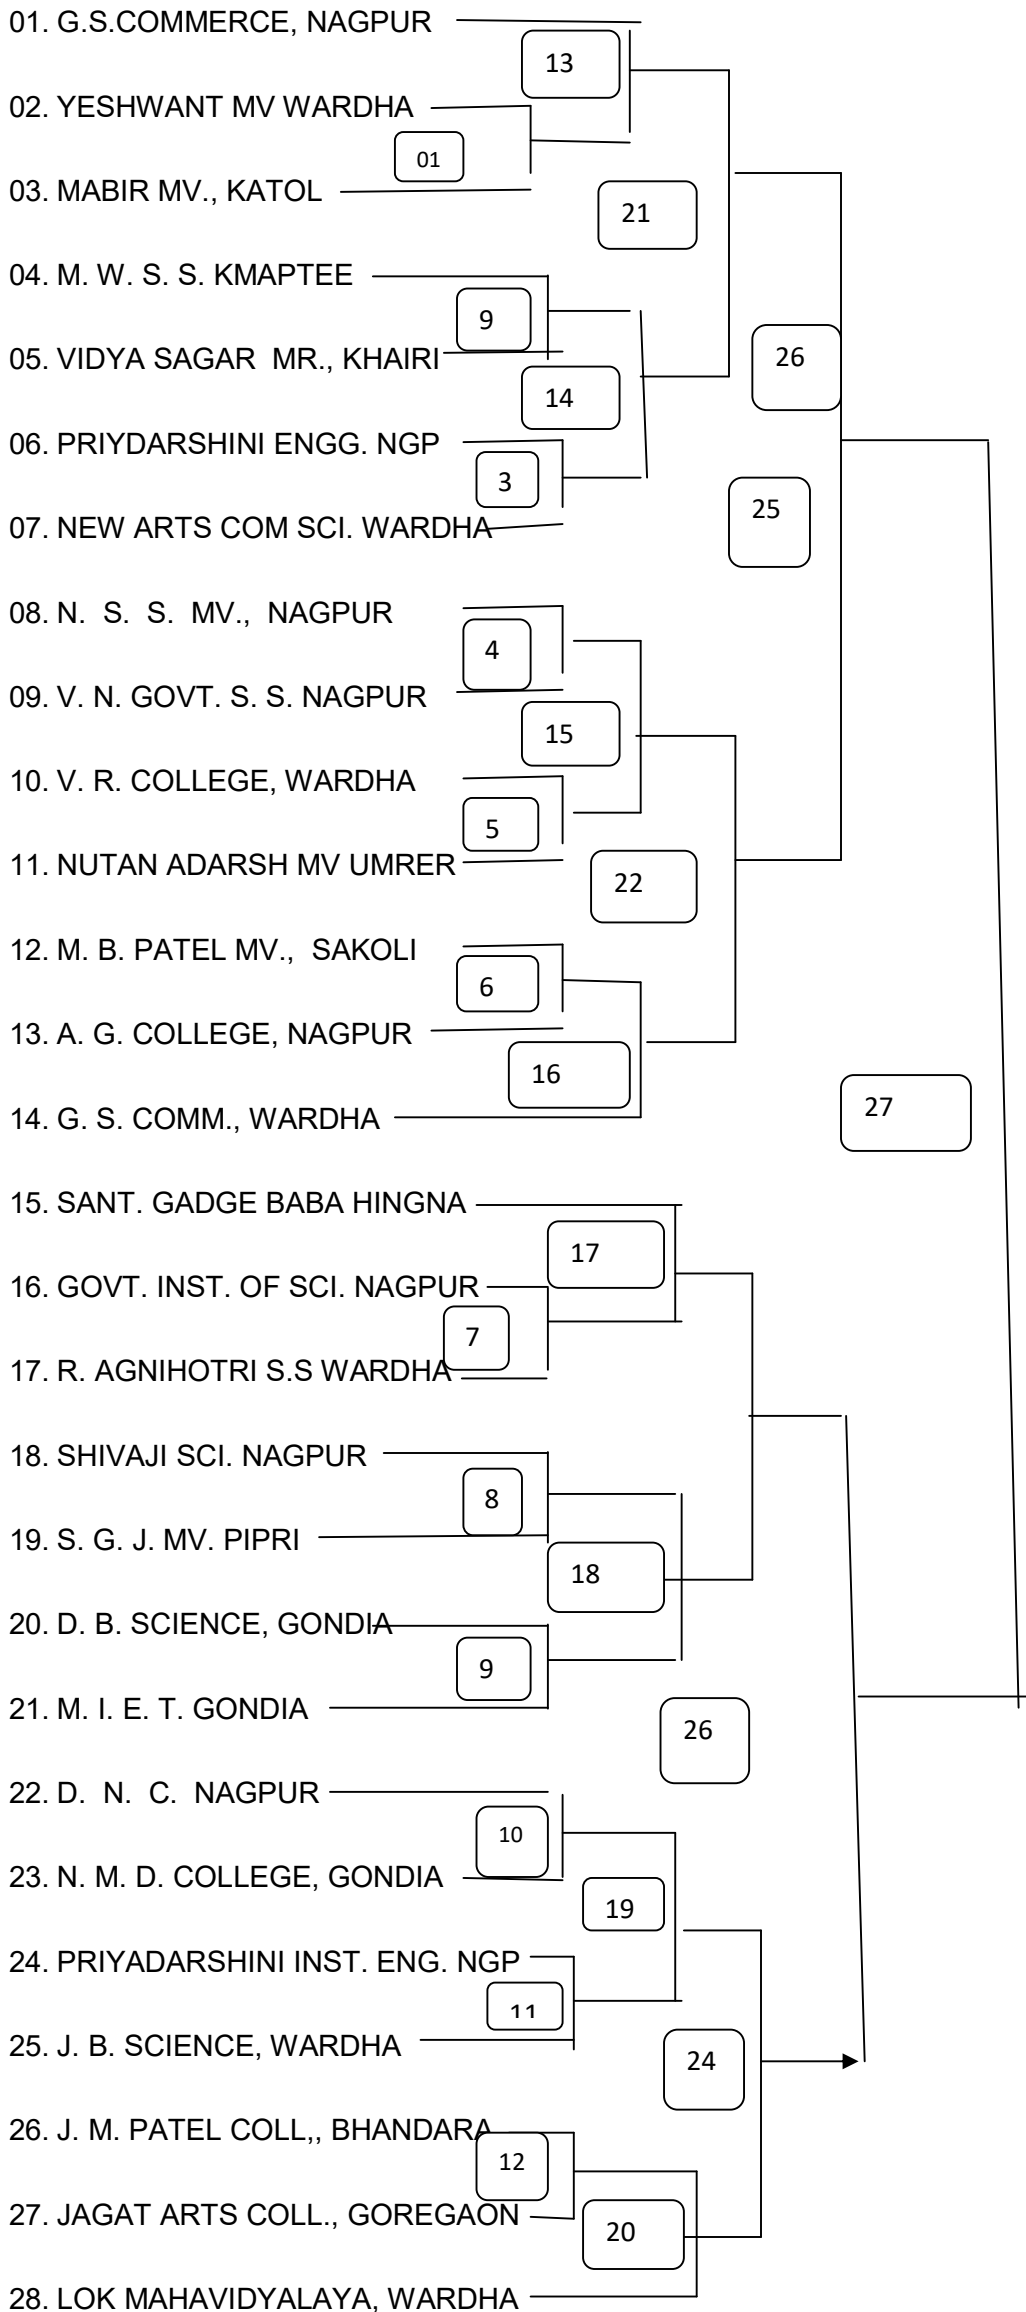 01. G.S.COMMERCE, NAGPUR
13
02. YESHWANT MV WARDHA
01
03. MABIR MV., KATOL
21
04. M. W. S. S. KMAPTEE
9
26
05. VIDYA SAGAR MR., KHAIRI
14
06. PRIYDARSHINI ENGG. NGP
3
25
07. NEW ARTS COM SCI. WARDHA
08. N. S. S. MV., NAGPUR
4
09. V. N. GOVT. S. S. NAGPUR
15
10. V. R. COLLEGE, WARDHA
5
11. NUTAN ADARSH MV UMRER
22
12. M. B. PATEL MV., SAKOLI
6
13. A. G. COLLEGE, NAGPUR
16
27
14. G. S. COMM., WARDHA
15. SANT. GADGE BABA HINGNA
17
16. GOVT. INST. OF SCI. NAGPUR
7
17. R. AGNIHOTRI S.S WARDHA
18. SHIVAJI SCI. NAGPUR
8
19. S. G. J. MV. PIPRI
18
20. D. B. SCIENCE, GONDIA
9
21. M. I. E. T. GONDIA
26
22. D. N. C. NAGPUR
10
23. N. M. D. COLLEGE, GONDIA
19
24. PRIYADARSHINI INST. ENG. NGP
11
25. J. B. SCIENCE, WARDHA
24
26. J. M. PATEL COLL,, BHANDARA
12
27. JAGAT ARTS COLL., GOREGAON
20
28. LOK MAHAVIDYALAYA, WARDHA